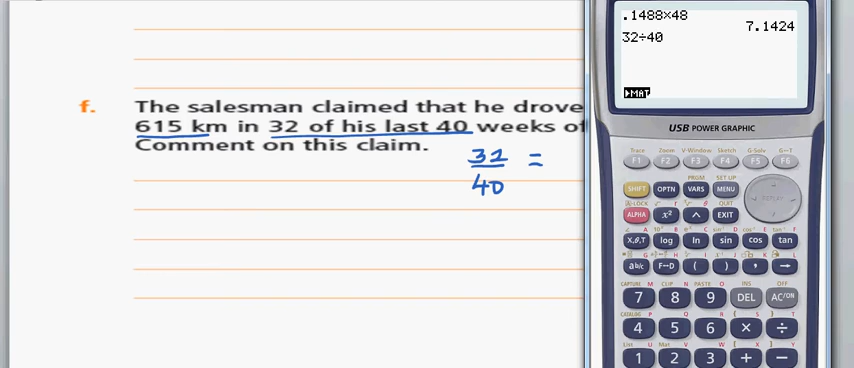 f. The salesman claimed that he drove
615 km in 32 of his last 40 weeks of
Comment on this claim.
32
40
=
.1488×48
7.1424
32÷40
MAT
USB POWER GRAPHIC
Trace Zoom V-Window Sketch G-Solv G↔T
F1 F2 F3 F4 F5 F6
PRGM SET UP
SHIFT OPTN VARS MENU
REPLAY
A-LOCK QUIT
ALPHA x² ^ EXIT
X,θ,T log ln sin cos tan
a b/c F↔D ( ) , →
CAPTURE M CLIP N PASTE O INS OFF
7 8 9 DEL AC/ON
CATALOG P Q R { S } T
4 5 6 × ÷
List U Mat V W [ X ] Y
1 2 3 + −